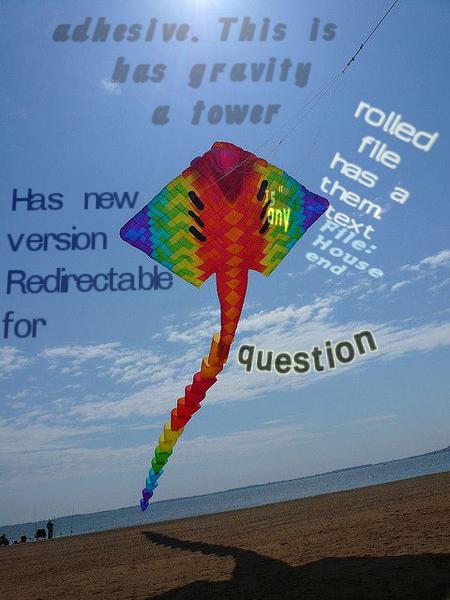 adhesive. This is
has gravity
a tower
rolled
file
has a
them
text
File:
House
end
is"
any
Has new
version
Redirectable
for
question